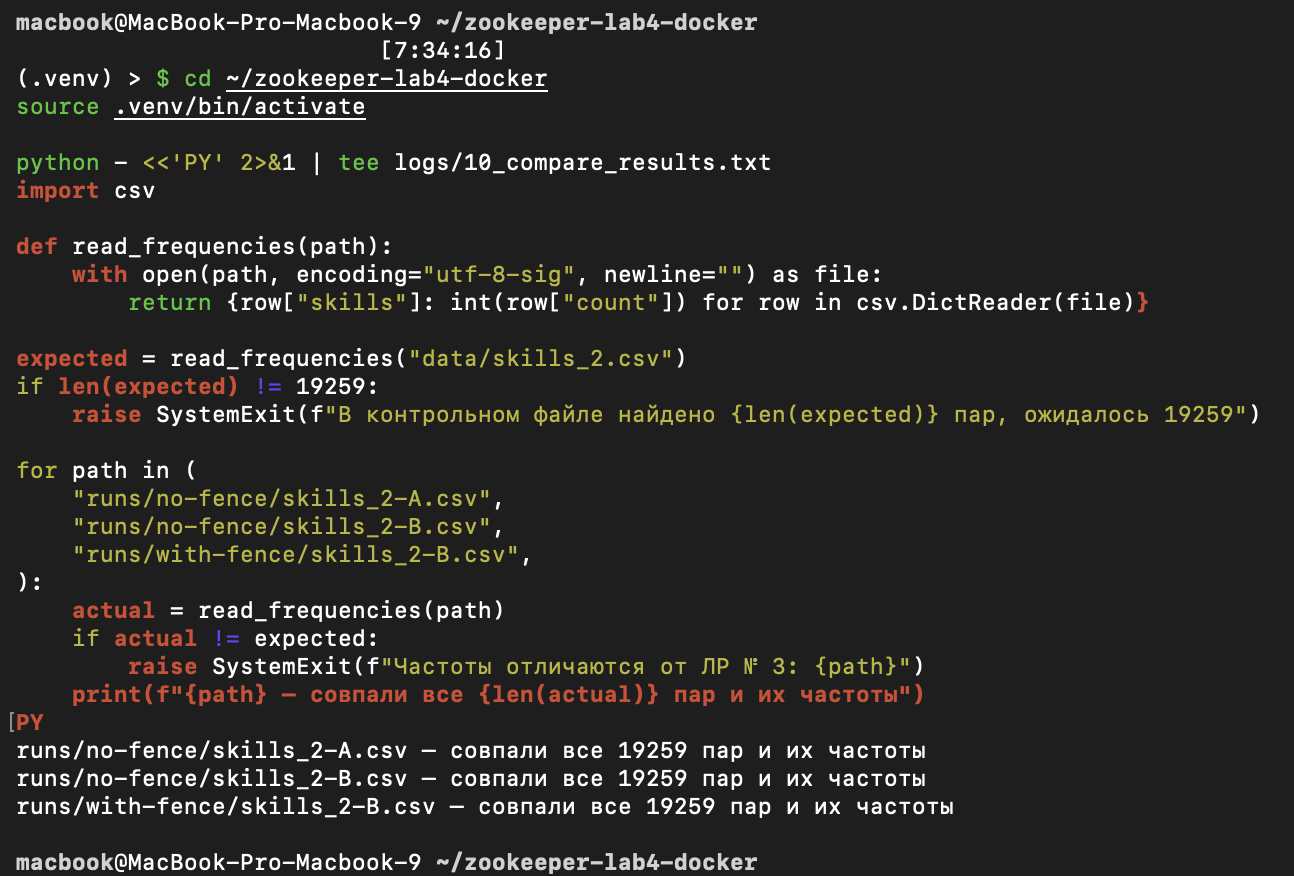 macbook@MacBook-Pro-Macbook-9 ~/zookeeper-lab4-docker
[7:34:16]
(.venv) > $ cd ~/zookeeper-lab4-docker
source .venv/bin/activate
python - <<'PY' 2>&1 | tee logs/10_compare_results.txt
import csv
def read_frequencies(path):
    with open(path, encoding="utf-8-sig", newline="") as file:
        return {row["skills"]: int(row["count"]) for row in csv.DictReader(file)}
expected = read_frequencies("data/skills_2.csv")
if len(expected) != 19259:
    raise SystemExit(f"В контрольном файле найдено {len(expected)} пар, ожидалось 19259")
for path in (
    "runs/no-fence/skills_2-A.csv",
    "runs/no-fence/skills_2-B.csv",
    "runs/with-fence/skills_2-B.csv",
):
    actual = read_frequencies(path)
    if actual != expected:
        raise SystemExit(f"Частоты отличаются от ЛР № 3: {path}")
    print(f"{path} — совпали все {len(actual)} пар и их частоты")
[PY
runs/no-fence/skills_2-A.csv — совпали все 19259 пар и их частоты
runs/no-fence/skills_2-B.csv — совпали все 19259 пар и их частоты
runs/with-fence/skills_2-B.csv — совпали все 19259 пар и их частоты
macbook@MacBook-Pro-Macbook-9 ~/zookeeper-lab4-docker